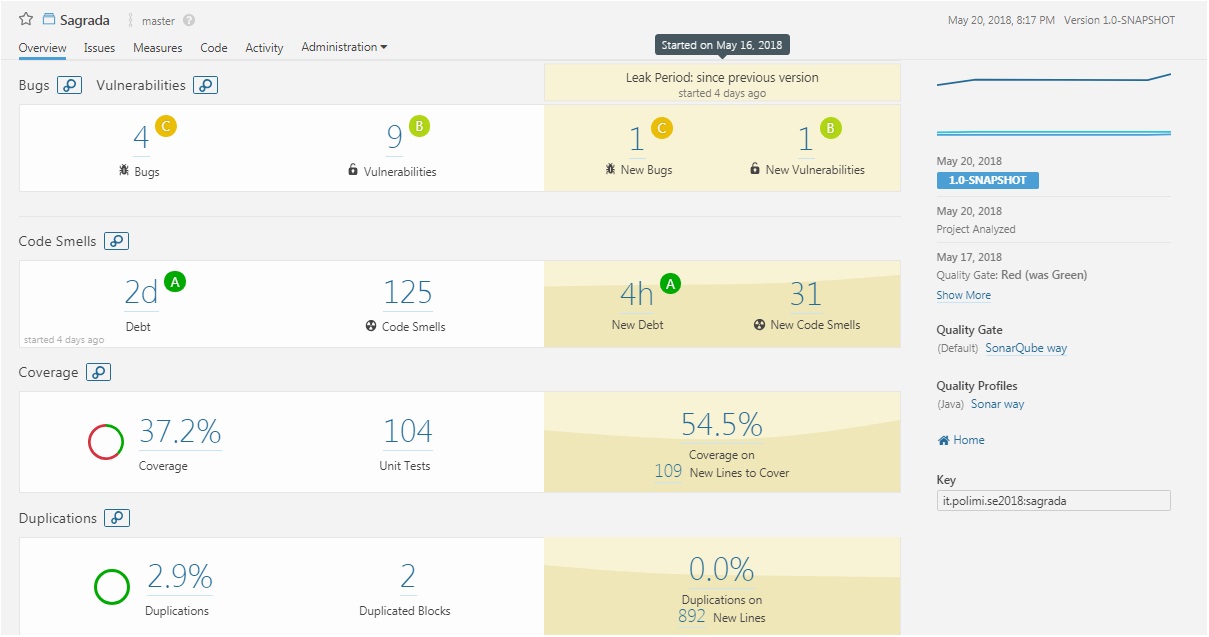 Sagrada master ?
May 20, 2018, 8:17 PM Version 1.0-SNAPSHOT
Overview Issues Measures Code Activity Administration
Started on May 16, 2018
Bugs Vulnerabilities
Leak Period: since previous version
started 4 days ago
4 C 9 B
Bugs Vulnerabilities
1 C 1 B
New Bugs New Vulnerabilities
Code Smells
2d A 125
Debt Code Smells
started 4 days ago
4h A 31
New Debt New Code Smells
Coverage
37.2% 104
Coverage Unit Tests
54.5%
Coverage on
109 New Lines to Cover
Duplications
2.9% 2
Duplications Duplicated Blocks
0.0%
Duplications on
892 New Lines
May 20, 2018
1.0-SNAPSHOT
May 20, 2018
Project Analyzed
May 17, 2018
Quality Gate: Red (was Green)
Show More
Quality Gate
(Default) SonarQube way
Quality Profiles
(Java) Sonar way
Home
Key
it.polimi.se2018:sagrada